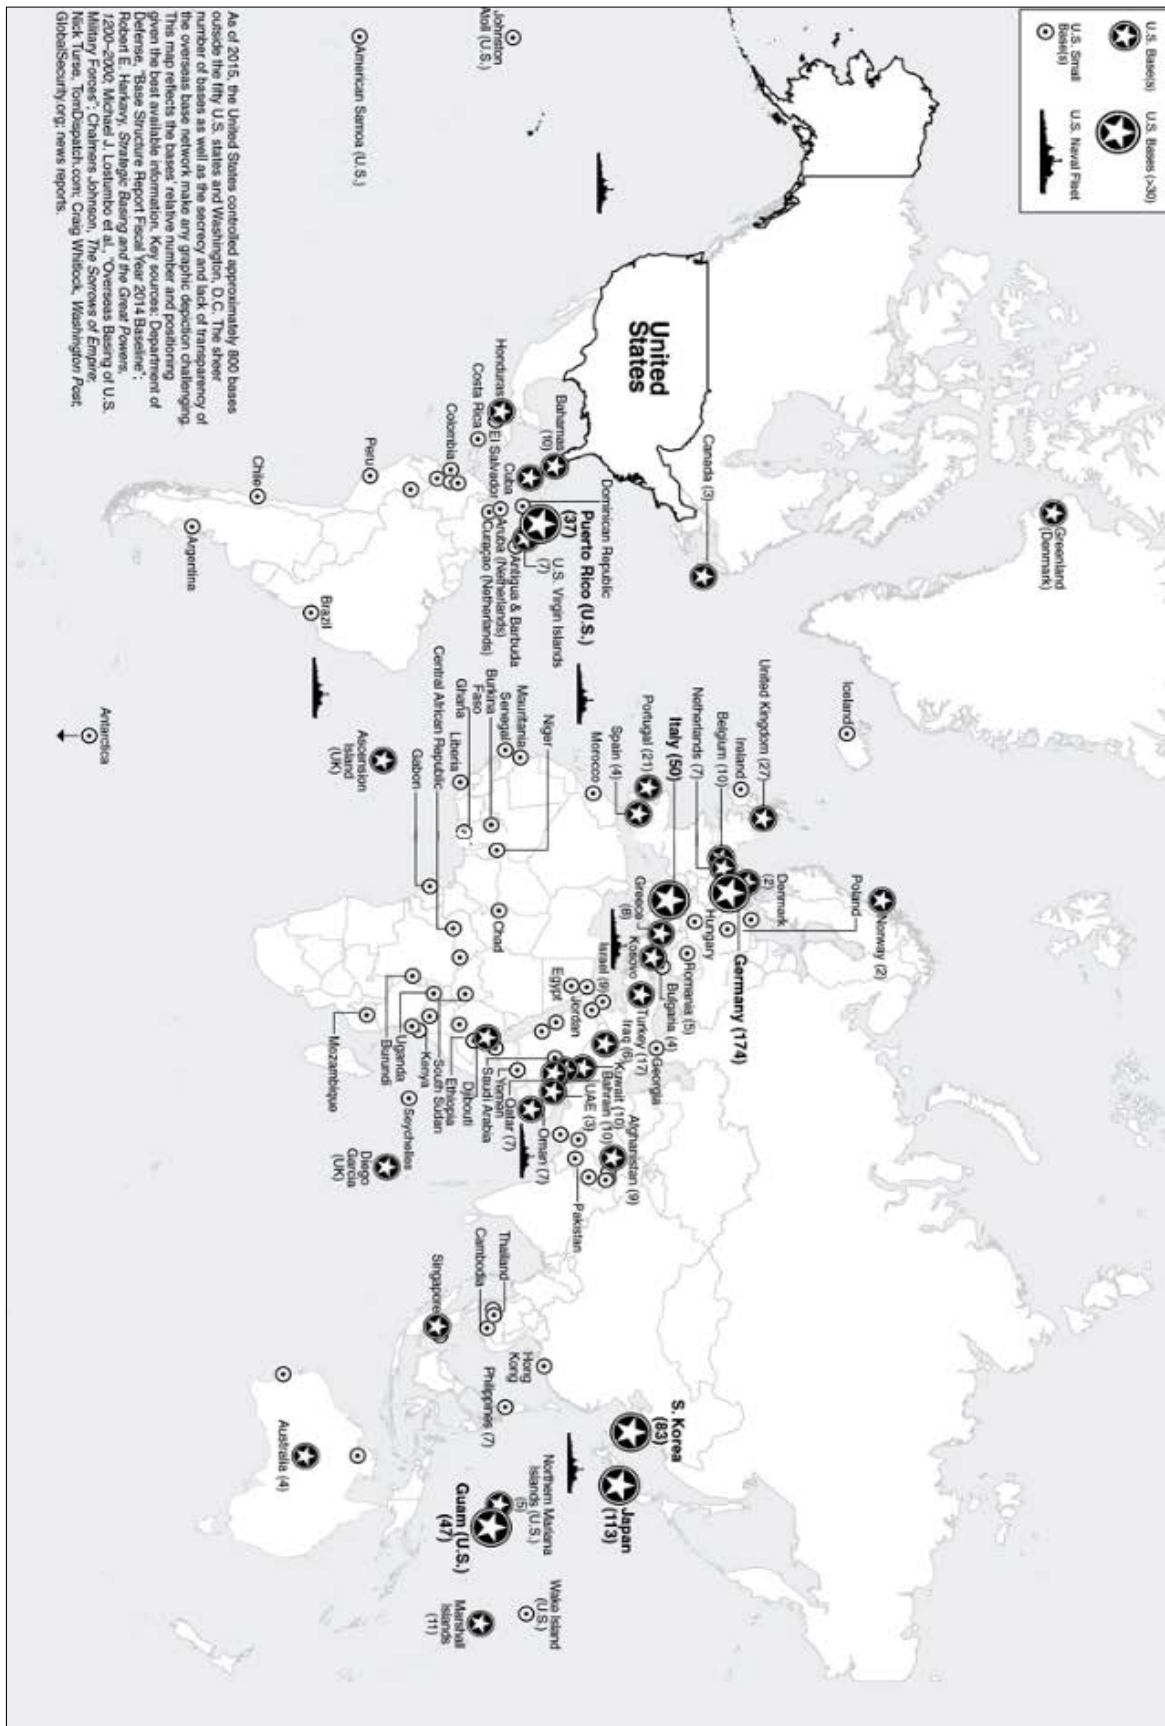 U.S. Base(s)
U.S. Bases (>30)
U.S. Small
Base(s)
U.S. Naval Fleet
Johnston
Atoll (U.S.)
American Samoa (U.S.)
United
States
Canada (3)
Greenland
(Denmark)
Iceland
Bahamas
(10)
Honduras
El Salvador
Costa Rica
Cuba
Dominican Republic
Puerto Rico (U.S.)
(37)
U.S. Virgin Islands
(7)
Antigua & Barbuda
Aruba (Netherlands)
Curaçao (Netherlands)
Colombia
Peru
Chile
Argentina
Brazil
Antarctica
Ascension
Island
(UK)
United Kingdom (27)
Ireland
Belgium (10)
Netherlands (7)
Italy (50)
Portugal (21)
Spain (4)
Morocco
Niger
Mauritania
Senegal
Burkina
Faso
Ghana
Liberia
Central African Republic
Gabon
Norway (2)
Poland
Denmark
(2)
Germany (174)
Hungary
Romania (5)
Bulgaria (4)
Greece
(8)
Kosovo
Turkey (17)
Georgia
Israel (9)
Iraq (6)
Jordan
Egypt
Chad
Kuwait (10)
Bahrain (10)
UAE (3)
Oman (7)
Qatar (7)
Yemen
Saudi Arabia
Djibouti
Ethiopia
South Sudan
Kenya
Uganda
Burundi
Mozambique
Seychelles
Diego
Garcia
(UK)
Afghanistan (9)
Pakistan
Thailand
Cambodia
Singapore
Hong
Kong
Philippines (7)
S. Korea
(83)
Japan
(113)
Northern Mariana
Islands (U.S.)
(5)
Guam (U.S.)
(47)
Wake Island
(U.S.)
Marshall
Islands
(11)
Australia (4)
As of 2015, the United States controlled approximately 800 bases
outside the fifty U.S. states and Washington, D.C. The sheer
number of bases as well as the secrecy and lack of transparency of
the overseas base network make any graphic depiction challenging.
This map reflects the bases' relative number and positioning
given the best available information. Key sources: Department of
Defense, "Base Structure Report Fiscal Year 2014 Baseline";
Robert E. Harkavy, Strategic Basing and the Great Powers,
1200–2000; Michael J. Lostumbo et al., "Overseas Basing of U.S.
Military Forces"; Chalmers Johnson, The Sorrows of Empire;
Nick Turse, TomDispatch.com; Craig Whitlock, Washington Post;
GlobalSecurity.org; news reports.